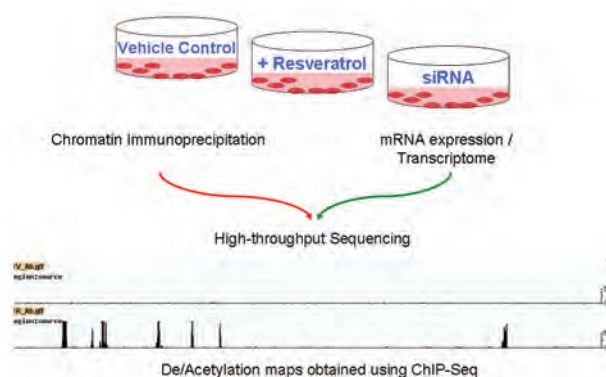 Vehicle Control
+ Resveratrol
siRNA
Chromatin Immunoprecipitation
mRNA expression /
Transcriptome
High-throughput Sequencing
De/Acetylation maps obtained using ChIP-Seq